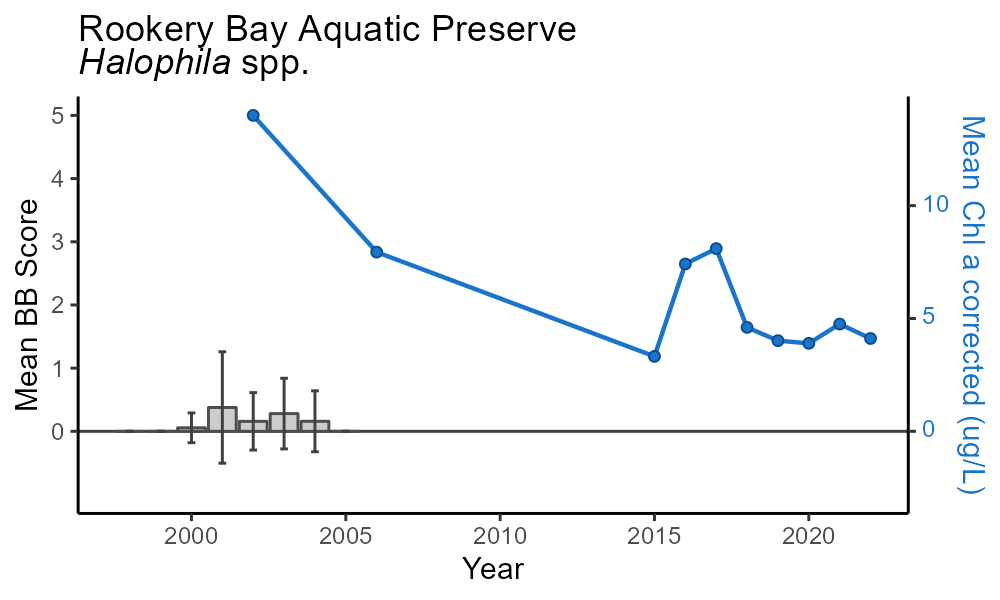 Rookery Bay Aquatic Preserve
Halophila spp.
5
4
3
2
1
0
Mean BB Score
10
5
0
Mean Chl a corrected (ug/L)
2000 2005 2010 2015 2020
Year